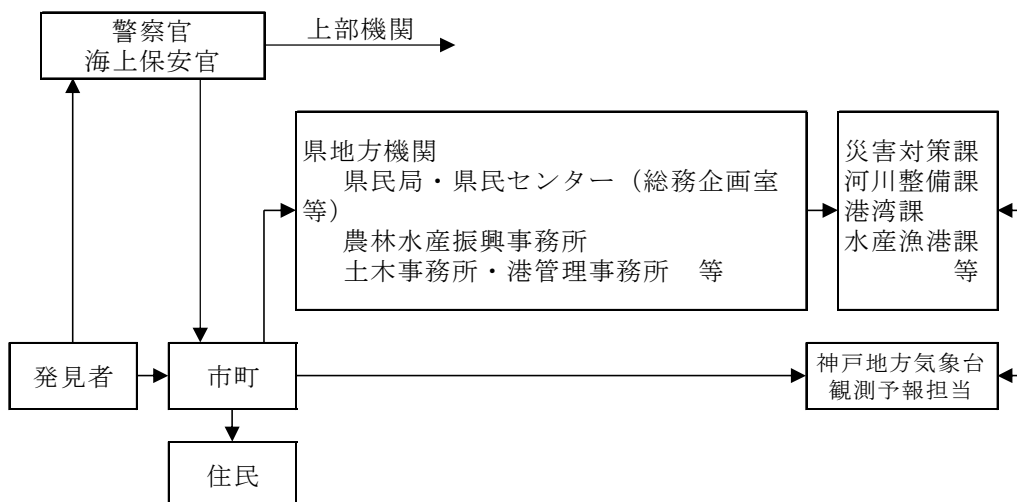 警察官
海上保安官
上部機関
県地方機関
県民局・県民センター（総務企画室
等）
農林水産振興事務所
土木事務所・港管理事務所　等
災害対策課
河川整備課
港湾課
水産漁港課
等
発見者
市町
神戸地方気象台
観測予報担当
住民